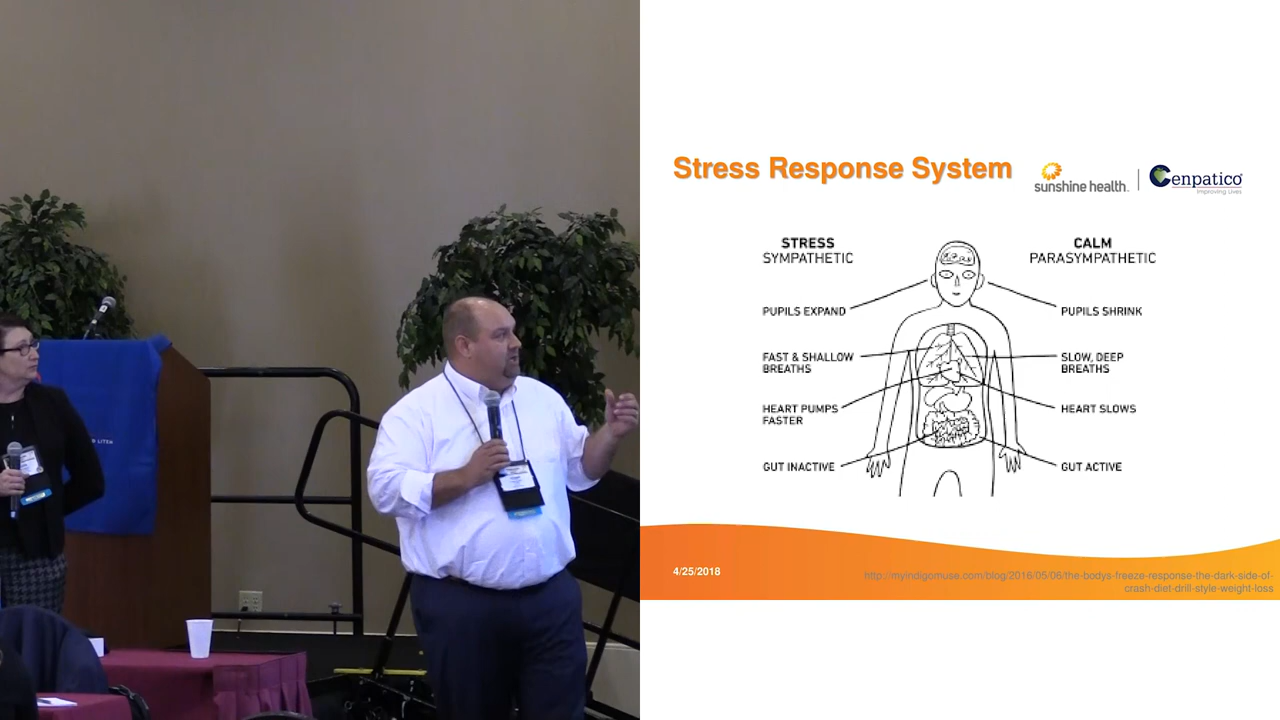 Stress Response System
sunshine health.
Cenpatico
Improving Lives
STRESS
SYMPATHETIC
CALM
PARASYMPATHETIC
PUPILS EXPAND
PUPILS SHRINK
FAST & SHALLOW
BREATHS
SLOW, DEEP
BREATHS
HEART PUMPS
FASTER
HEART SLOWS
GUT INACTIVE
GUT ACTIVE
4/25/2018
http://myindigomuse.com/blog/2016/05/06/the-bodys-freeze-response-the-dark-side-of-
crash-diet-drill-style-weight-loss